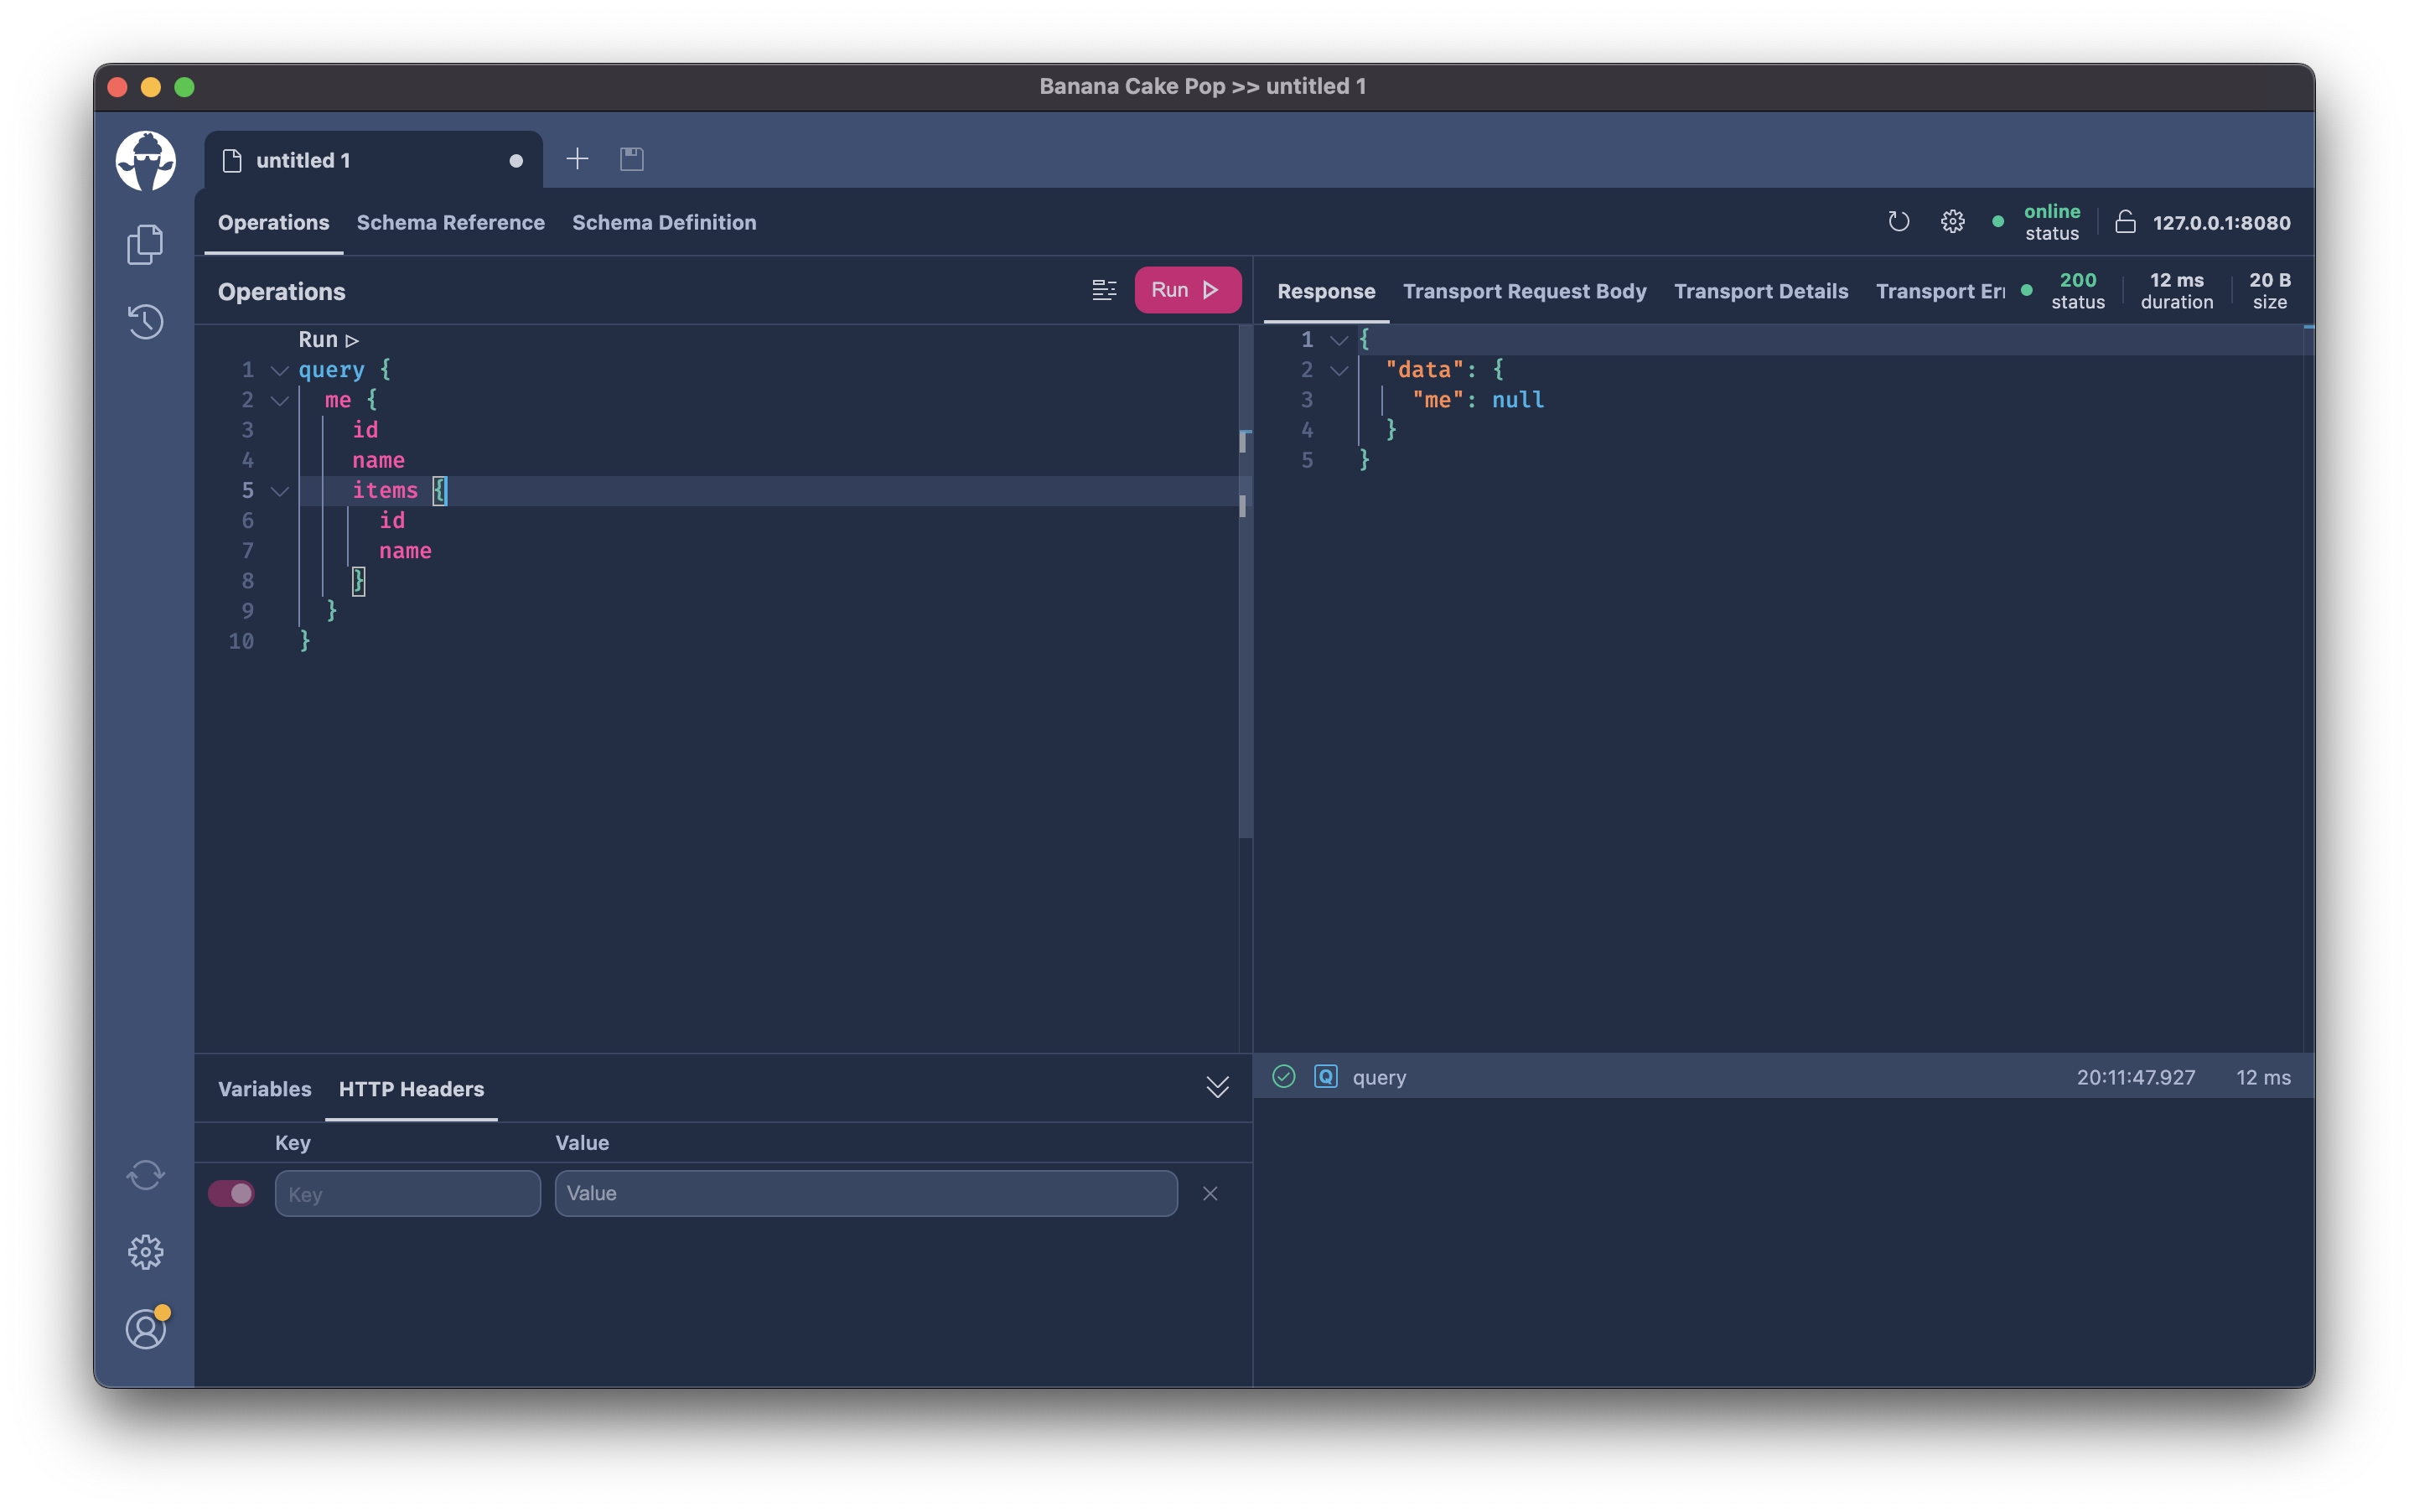 Banana Cake Pop >> untitled 1
untitled 1
Operations Schema Reference Schema Definition
online
status
127.0.0.1:8080
Operations
Run
Response Transport Request Body Transport Details Transport Err
200
status
12 ms
duration
20 B
size
Run
1 query {
2 me {
3 id
4 name
5 items {
6 id
7 name
8 }
9 }
10 }
1 {
2 "data": {
3 "me": null
4 }
5 }
Variables HTTP Headers
Key Value
Key Value
Q query 20:11:47.927 12 ms